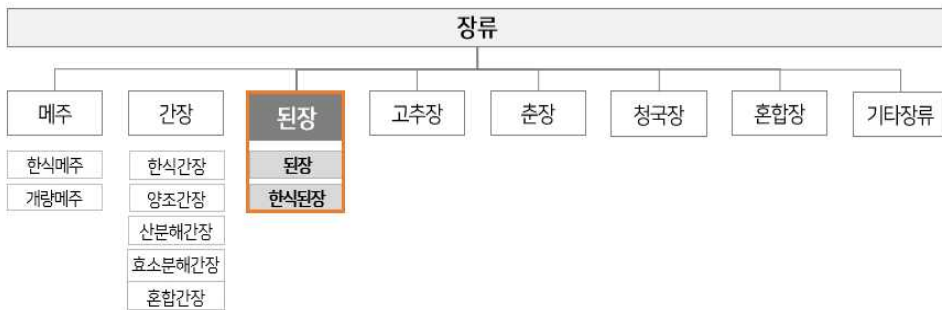 장류
메주 간장 된장 고추장 춘장 청국장 혼합장 기타장류
한식메주 한식간장 된장
개량메주 양조간장 한식된장
산분해간장
효소분해간장
혼합간장